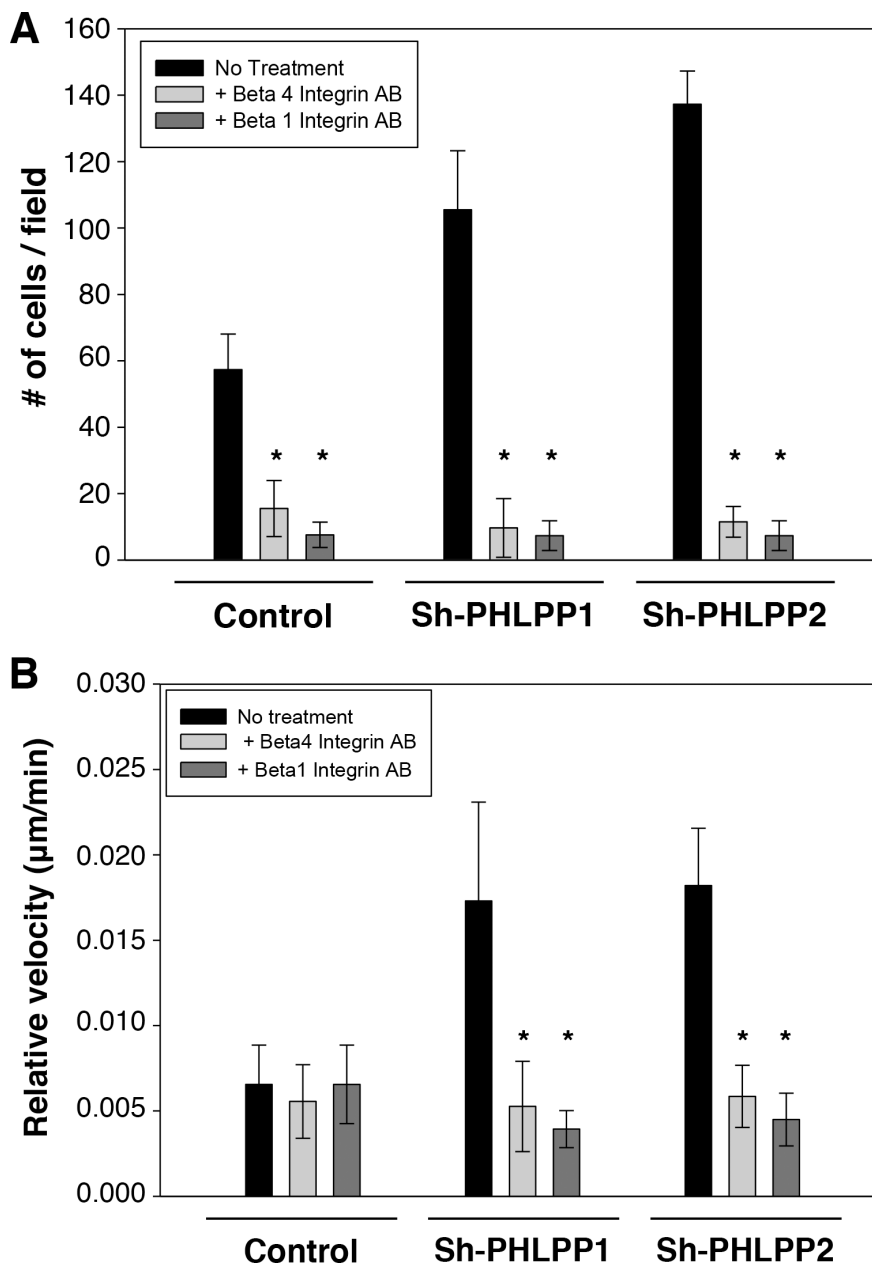 A
160
140
120
100
80
60
40
20
0
# of cells / field
No Treatment
+ Beta 4 Integrin AB
+ Beta 1 Integrin AB
* * * * * *
Control Sh-PHLPP1 Sh-PHLPP2
B
0.030
0.025
0.020
0.015
0.010
0.005
0.000
Relative velocity (µm/min)
No treatment
+ Beta4 Integrin AB
+ Beta1 Integrin AB
* * * *
Control Sh-PHLPP1 Sh-PHLPP2